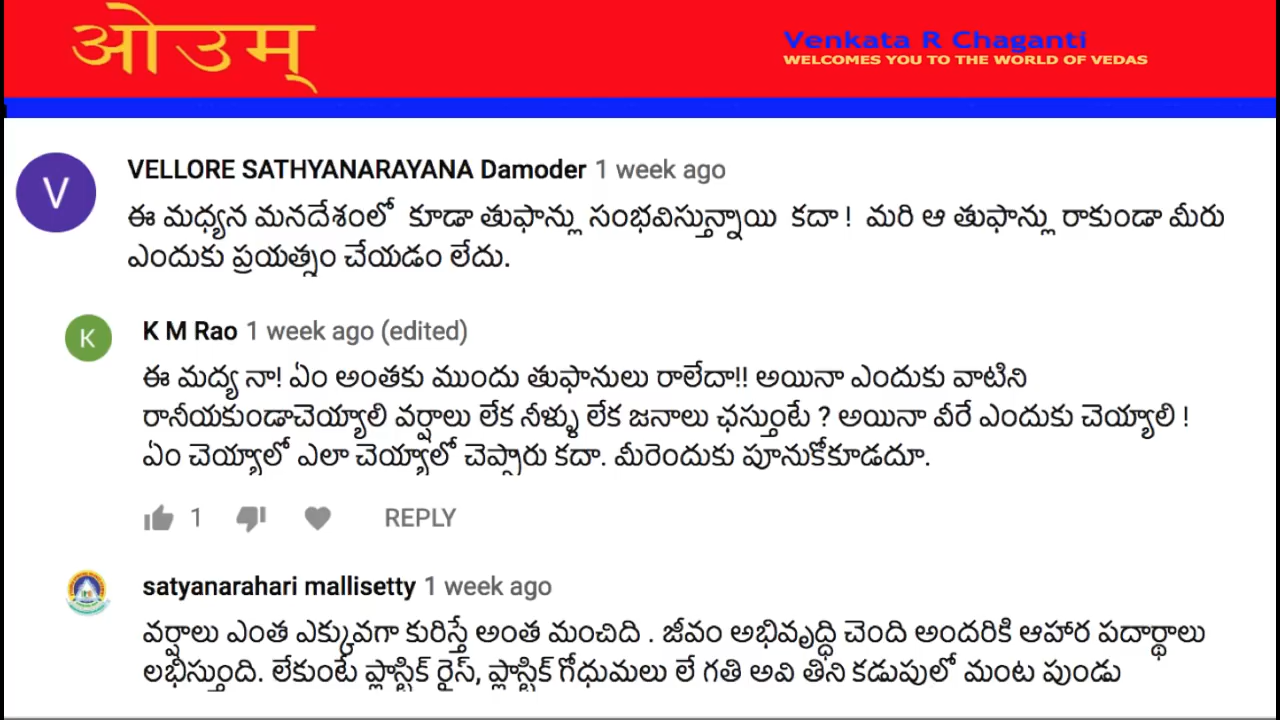 ओ उ म्
Venkata R Chaganti
WELCOMES YOU TO THE WORLD OF VEDAS
V
VELLORE SATHYANARAYANA Damoder 1 week ago
ఈ మధ్యన మనదేశంలో కూడా తుఫాన్లు సంభవిస్తున్నాయి కదా ! మరి ఆ తుఫాన్లు రాకుండా మీరు
ఎందుకు ప్రయత్నం చేయడం లేదు.
K
K M Rao 1 week ago (edited)
ఈ మద్య నా! ఏం అంతకు ముందు తుఫానులు రాలేదా!! అయినా ఎందుకు వాటిని
రానీయకుండాచెయ్యాలి వర్షాలు లేక నీళ్ళు లేక జనాలు ఛస్తుంటే ? అయినా వీరే ఎందుకు చెయ్యాలి !
ఏం చెయ్యాలో ఎలా చెయ్యాలో చెప్పారు కదా. మీరెందుకు పూనుకోకూడదూ.
1 REPLY
satyanarahari mallisetty 1 week ago
వర్షాలు ఎంత ఎక్కువగా కురిస్తే అంత మంచిది . జీవం అభివృద్ధి చెంది అందరికి ఆహార పదార్థాలు
లభిస్తుంది. లేకుంటే ప్లాస్టిక్ రైస్, ప్లాస్టిక్ గోధుమలు లే గతి అవి తిని కడుపులో మంట పుండు